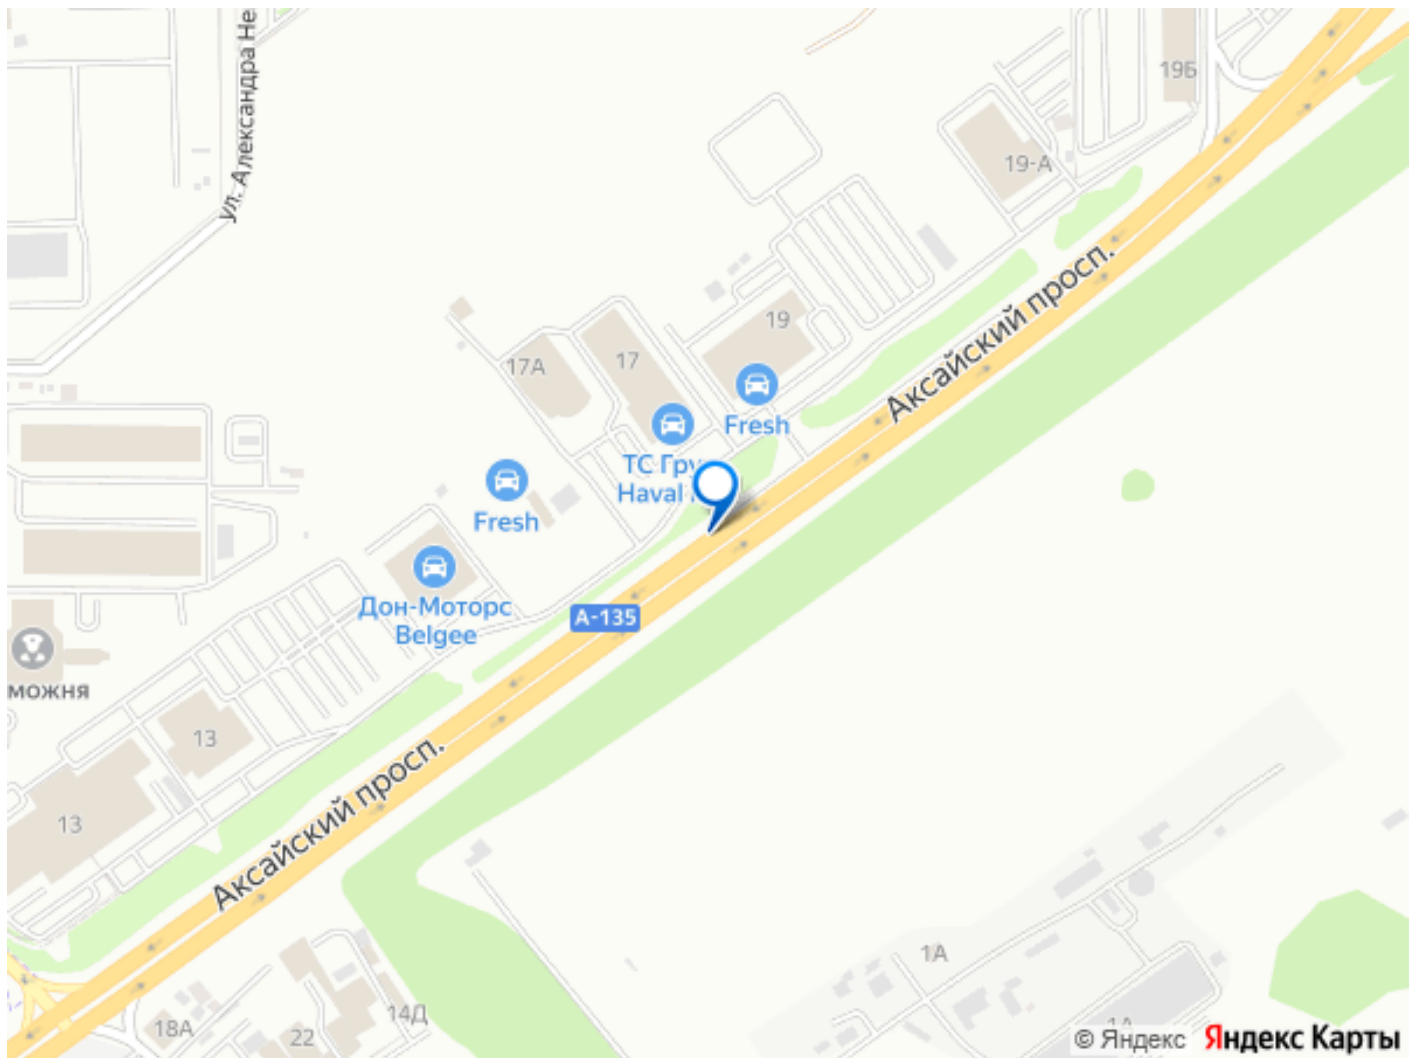 ул. Александра Не
19Б
19-А
19
17
17А
Аксайский просп.
Fresh
ТС Гру
Haval
Fresh
Дон-Моторс
Belgee
А-135
можня
13
13
Аксайский просп.
1А
14Д
18А
22
1А
© Яндекс Яндекс Карты